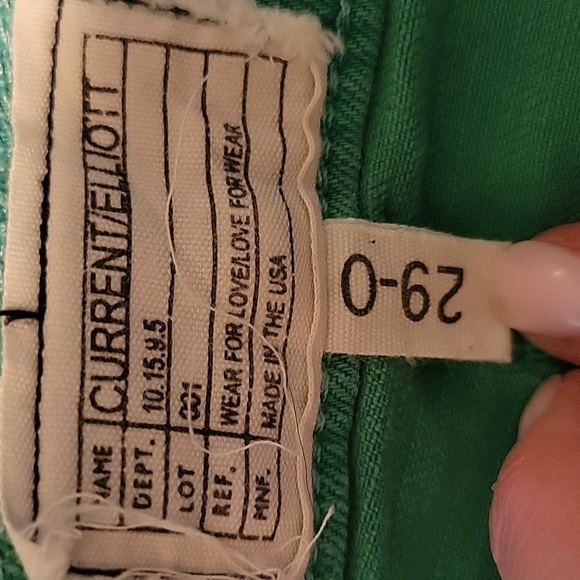 NAME CURRENT/ELLIOTT
DEPT. 10.15.9.5
LOT 001
REF. WEAR FOR LOVE/LOVE FOR WEAR
MNF. MADE IN THE USA
29-O